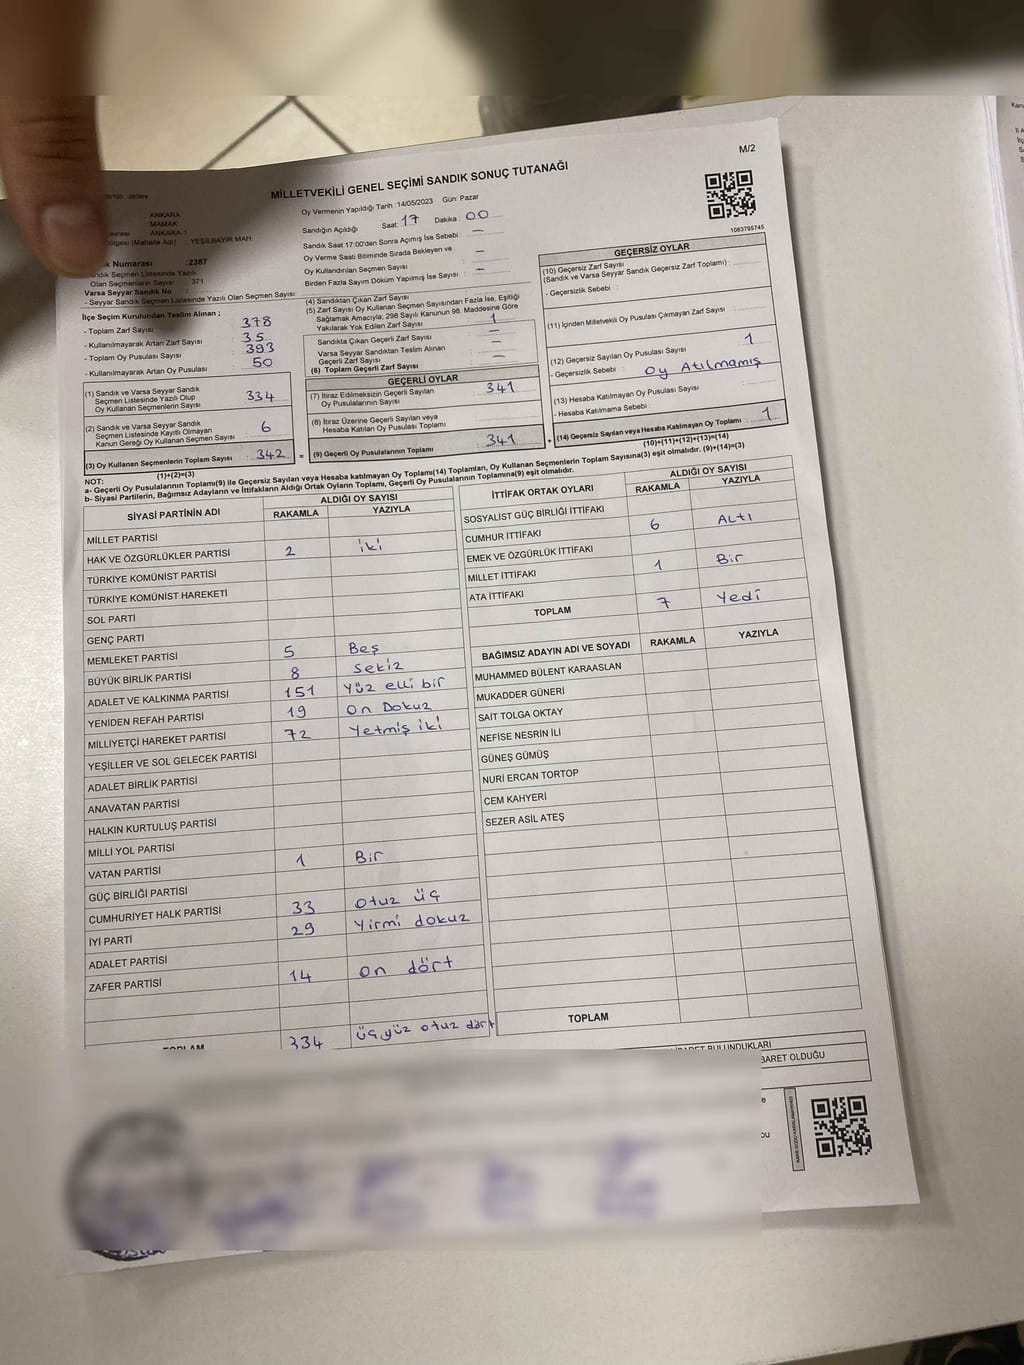 M/2
MİLLETVEKİLİ GENEL SEÇİMİ SANDIK SONUÇ TUTANAĞI
ANKARA
MAMAK
ANKARA-1
(Mahalle Adı) YEŞİLBAYIR MAH.
Numarası :2387
Sandık Seçmen Listesinde Yazılı
Olan Seçmenlerin Sayısı : 371
Varsa Seyyar Sandık No :
- Seyyar Sandık Seçmen Listesinde Yazılı Olan Seçmen Sayısı:
Oy Vermenin Yapıldığı Tarih : 14/05/2023 Gün: Pazar
Sandığın Açıldığı Saat: 17 Dakika : 00
Sandık Saat 17:00'den Sonra Açılmış İse Sebebi : —
Oy Verme Saati Bitiminde Sırada Bekleyen ve
Oy Kullandırılan Seçmen Sayısı : —
Birden Fazla Sayım Döküm Yapılmış İse Sayısı : —
1083795745
İlçe Seçim Kurulundan Teslim Alınan ;
- Toplam Zarf Sayısı : 378
- Kullanılmayarak Artan Zarf Sayısı : 35
- Toplam Oy Pusulası Sayısı : 393
- Kullanılmayarak Artan Oy Pusulası : 50
(1) Sandık ve Varsa Seyyar Sandık
Seçmen Listesinde Yazılı Olup
Oy Kullanan Seçmenlerin Sayısı : 334
(2) Sandık ve Varsa Seyyar Sandık
Seçmen Listesinde Kayıtlı Olmayan
Kanun Gereği Oy Kullanan Seçmen Sayısı : 6
(3) Oy Kullanan Seçmenlerin Toplam Sayısı : 342
(1)+(2)=(3)
(4) Sandıktan Çıkan Zarf Sayısı :
(5) Zarf Sayısı Oy Kullanan Seçmen Sayısından Fazla İse, Eşitliği
Sağlamak Amacıyla; 298 Sayılı Kanunun 98. Maddesine Göre
Yakılarak Yok Edilen Zarf Sayısı : 1
Sandıkta Çıkan Geçerli Zarf Sayısı : —
Varsa Seyyar Sandıktan Teslim Alınan
Geçerli Zarf Sayısı : —
(6) Toplam Geçerli Zarf Sayısı : —
GEÇERLİ OYLAR
(7) İtiraz Edilmeksizin Geçerli Sayılan
Oy Pusulalarının Sayısı : 341
(8) İtiraz Üzerine Geçerli Sayılan veya
Hesaba Katılan Oy Pusulası Toplamı :
(9) Geçerli Oy Pusulalarının Toplamı : 341
GEÇERSİZ OYLAR
(10) Geçersiz Zarf Sayısı
(Sandık ve Varsa Seyyar Sandık Geçersiz Zarf Toplamı) :
- Geçersizlik Sebebi :
(11) İçinden Milletvekili Oy Pusulası Çıkmayan Zarf Sayısı :
(12) Geçersiz Sayılan Oy Pusulası Sayısı : 1
- Geçersizlik Sebebi : Oy Atılmamış
(13) Hesaba Katılmayan Oy Pusulası Sayısı :
- Hesaba Katılmama Sebebi :
(14) Geçersiz Sayılan veya Hesaba Katılmayan Oy Toplamı : 1
(10)+(11)+(12)+(13)=(14)
NOT:
a- Geçerli Oy Pusulalarının Toplamı(9) ile Geçersiz Sayılan veya Hesaba katılmayan Oy Toplamı(14) Toplamları, Oy Kullanan Seçmenlerin Toplam Sayısına(3) eşit olmalıdır. (9)+(14)=(3)
b- Siyasi Partilerin, Bağımsız Adayların ve İttifakların Aldığı Ortak Oyların Toplamı, Geçerli Oy Pusulalarının Toplamına(9) eşit olmalıdır.
SİYASİ PARTİNİN ADI ALDIĞI OY SAYISI
RAKAMLA YAZIYLA
MİLLET PARTİSİ
HAK VE ÖZGÜRLÜKLER PARTİSİ 2 iki
TÜRKİYE KOMÜNİST PARTİSİ
TÜRKİYE KOMÜNİST HAREKETİ
SOL PARTİ
GENÇ PARTİ
MEMLEKET PARTİSİ 5 Beş
BÜYÜK BİRLİK PARTİSİ 8 Sekiz
ADALET VE KALKINMA PARTİSİ 151 Yüz elli bir
YENİDEN REFAH PARTİSİ 19 On Dokuz
MİLLİYETÇİ HAREKET PARTİSİ 72 Yetmiş iki
YEŞİLLER VE SOL GELECEK PARTİSİ
ADALET BİRLİK PARTİSİ
ANAVATAN PARTİSİ
HALKIN KURTULUŞ PARTİSİ
MİLLİ YOL PARTİSİ
VATAN PARTİSİ 1 Bir
GÜÇ BİRLİĞİ PARTİSİ
CUMHURİYET HALK PARTİSİ 33 otuz üç
İYİ PARTİ 29 Yirmi dokuz
ADALET PARTİSİ
ZAFER PARTİSİ 14 on dört
TOPLAM 334 üç yüz otuz dört
İTTİFAK ORTAK OYLARI ALDIĞI OY SAYISI
RAKAMLA YAZIYLA
SOSYALİST GÜÇ BİRLİĞİ İTTİFAKI
CUMHUR İTTİFAKI 6 Altı
EMEK VE ÖZGÜRLÜK İTTİFAKI
MİLLET İTTİFAKI 1 Bir
ATA İTTİFAKI
TOPLAM 7 Yedi
BAĞIMSIZ ADAYIN ADI VE SOYADI RAKAMLA YAZIYLA
MUHAMMED BÜLENT KARAASLAN
MUKADDER GÜNERİ
SAİT TOLGA OKTAY
NEFİSE NESRİN İLİ
GÜNEŞ GÜMÜŞ
NURİ ERCAN TORTOP
CEM KAHYERİ
SEZER ASİL ATEŞ
TOPLAM
BULUNDUKLARI
BARET OLDUĞU